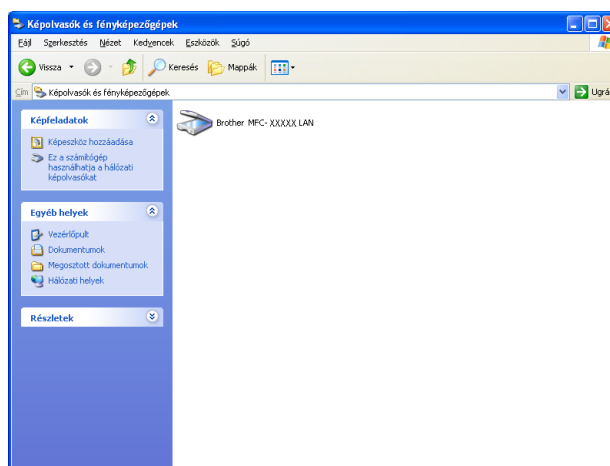 Képolvasók és fényképezőgépek
Fájl Szerkesztés Nézet Kedvencek Eszközök Súgó
Vissza Keresés Mappák
Cím Képolvasók és fényképezőgépek Ugrá
Képfeladatok
Képeszköz hozzáadása
Ez a számítógép
használhatja a hálózati
képolvasókat
Egyéb helyek
Vezérlőpult
Dokumentumok
Megosztott dokumentumok
Hálózati helyek
Részletek
Brother MFC- XXXXX LAN